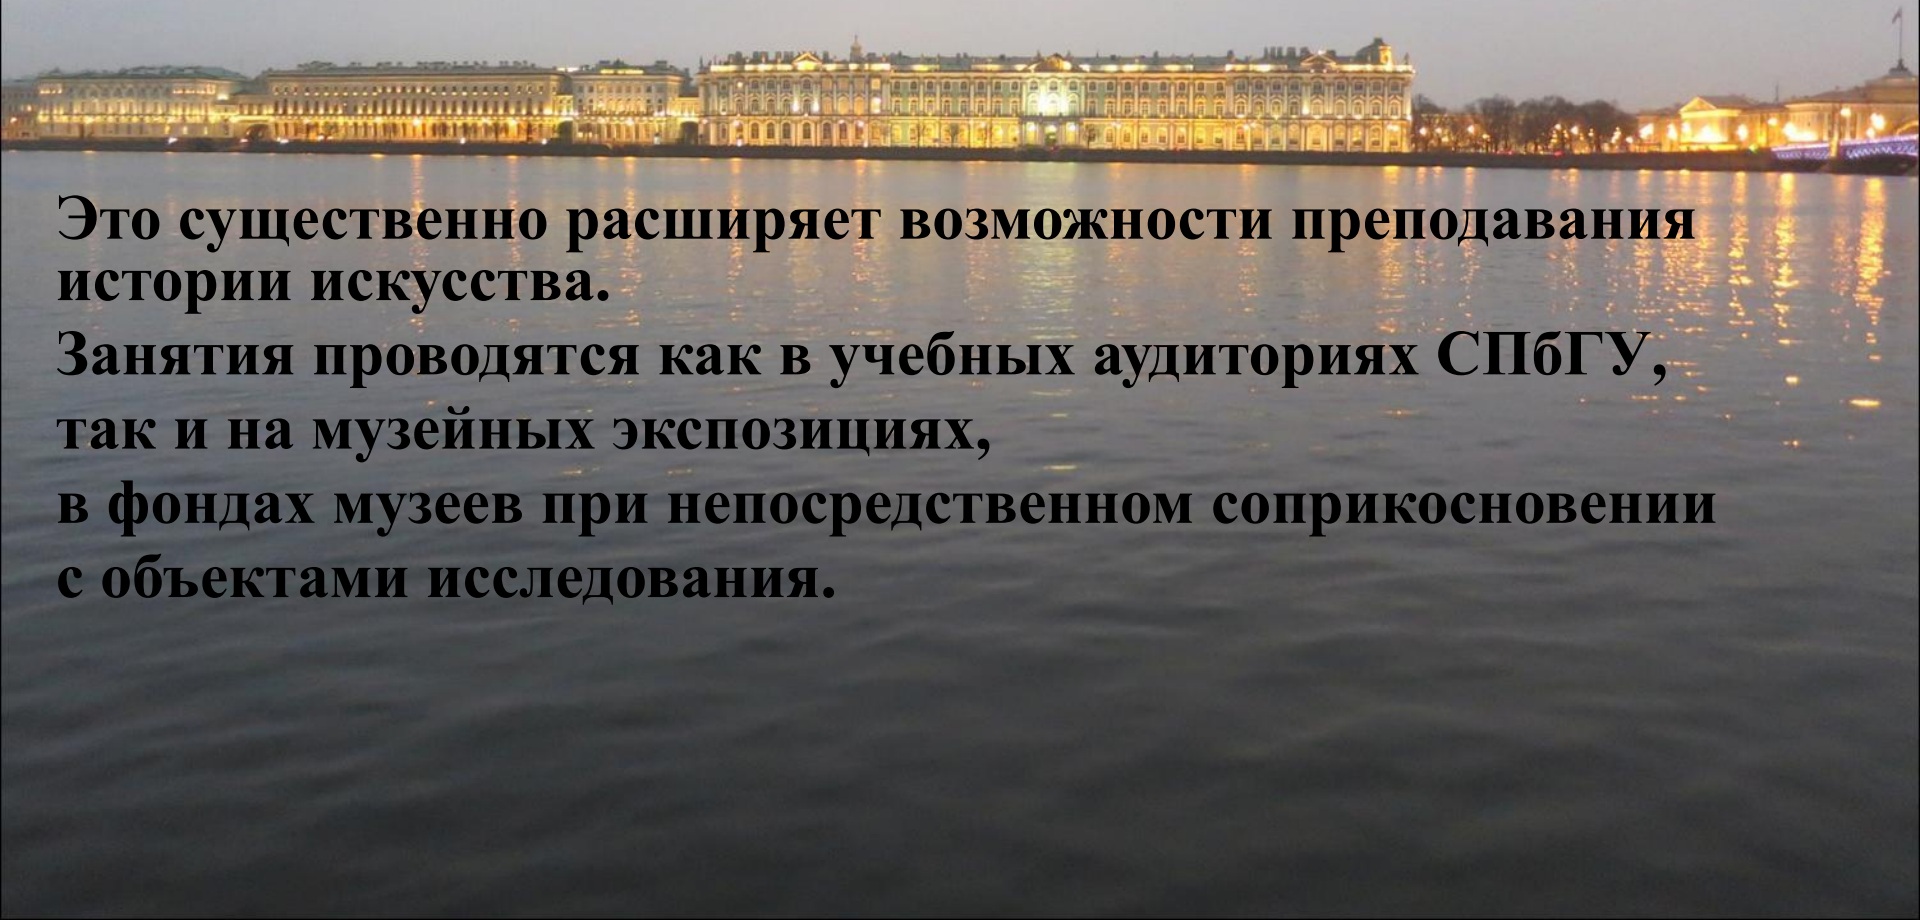 Это существенно расширяет возможности преподавания
истории искусства.
Занятия проводятся как в учебных аудиториях СПбГУ,
так и на музейных экспозициях,
в фондах музеев при непосредственном соприкосновении
с объектами исследования.